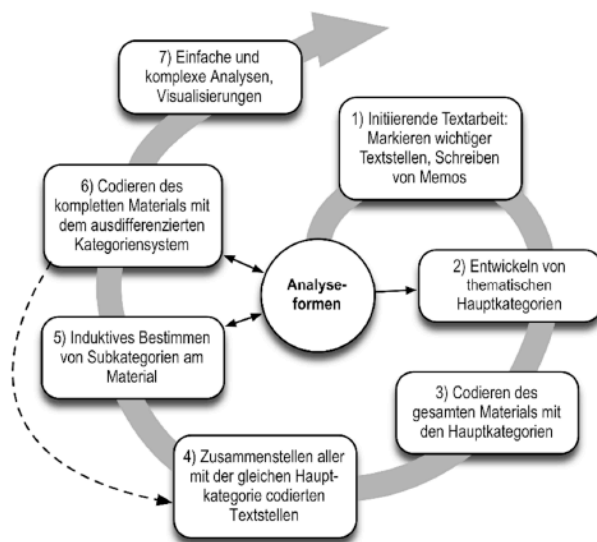 7) Einfache und
komplexe Analysen,
Visualisierungen
1) Initiierende Textarbeit:
Markieren wichtiger
Textstellen, Schreiben
von Memos
6) Codieren des
kompletten Materials mit
dem ausdifferenzierten
Kategoriensystem
Analyse-
formen
2) Entwickeln von
thematischen
Hauptkategorien
5) Induktives Bestimmen
von Subkategorien am
Material
3) Codieren des
gesamten Materials mit
den Hauptkategorien
4) Zusammenstellen aller
mit der gleichen Haupt-
kategorie codierten
Textstellen